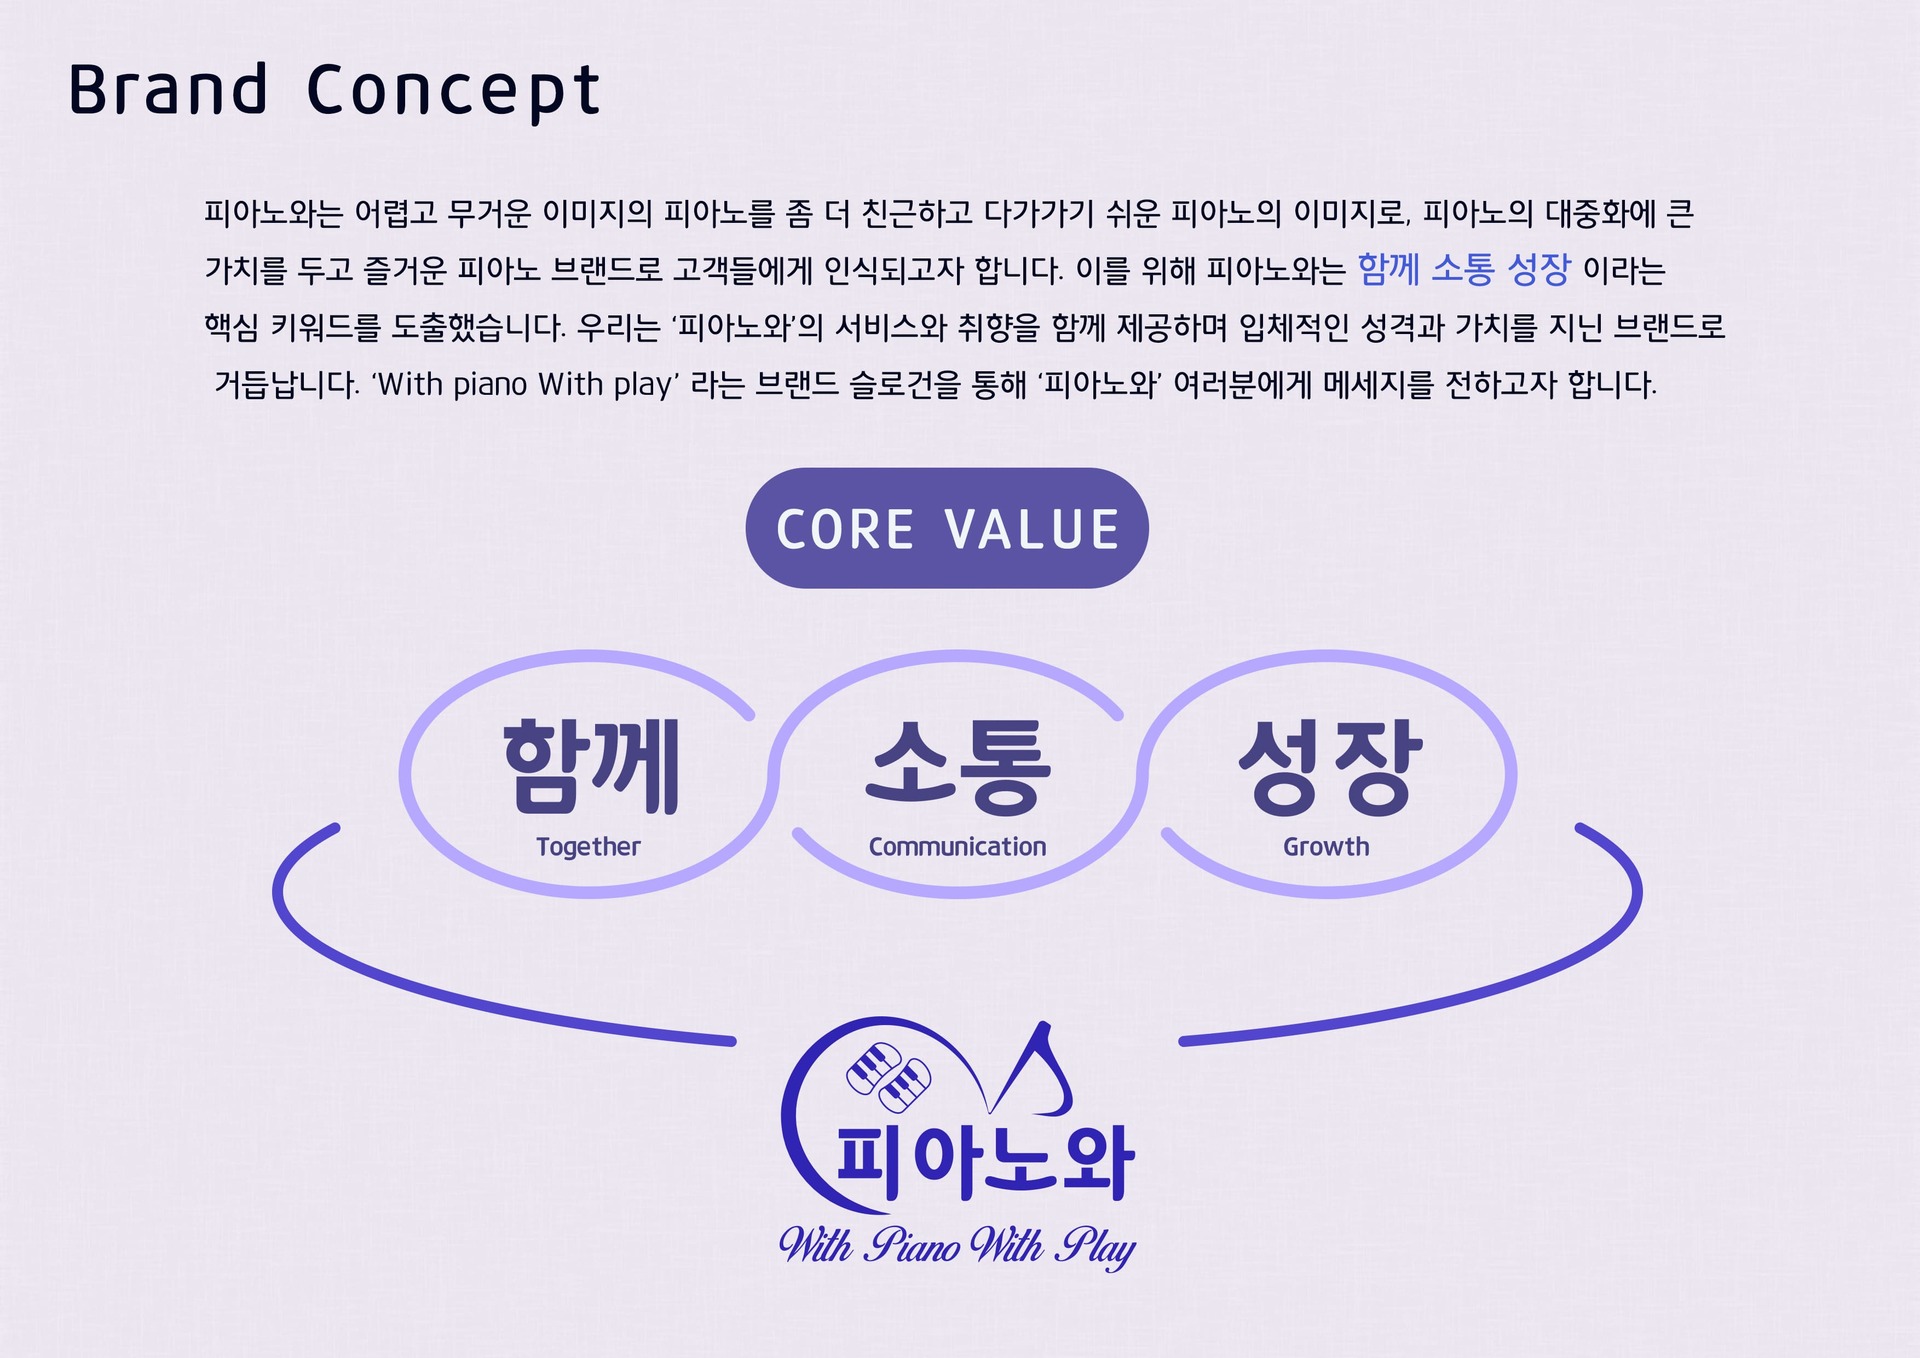 Brand Concept
피아노와는 어렵고 무거운 이미지의 피아노를 좀 더 친근하고 다가가기 쉬운 피아노의 이미지로, 피아노의 대중화에 큰
가치를 두고 즐거운 피아노 브랜드로 고객들에게 인식되고자 합니다. 이를 위해 피아노와는 함께 소통 성장 이라는
핵심 키워드를 도출했습니다. 우리는 ‘피아노와’의 서비스와 취향을 함께 제공하며 입체적인 성격과 가치를 지닌 브랜드로
거듭납니다. ‘With piano With play’ 라는 브랜드 슬로건을 통해 ‘피아노와’ 여러분에게 메세지를 전하고자 합니다.
CORE VALUE
함께
Together
소통
Communication
성장
Growth
피아노와
With Piano With Play